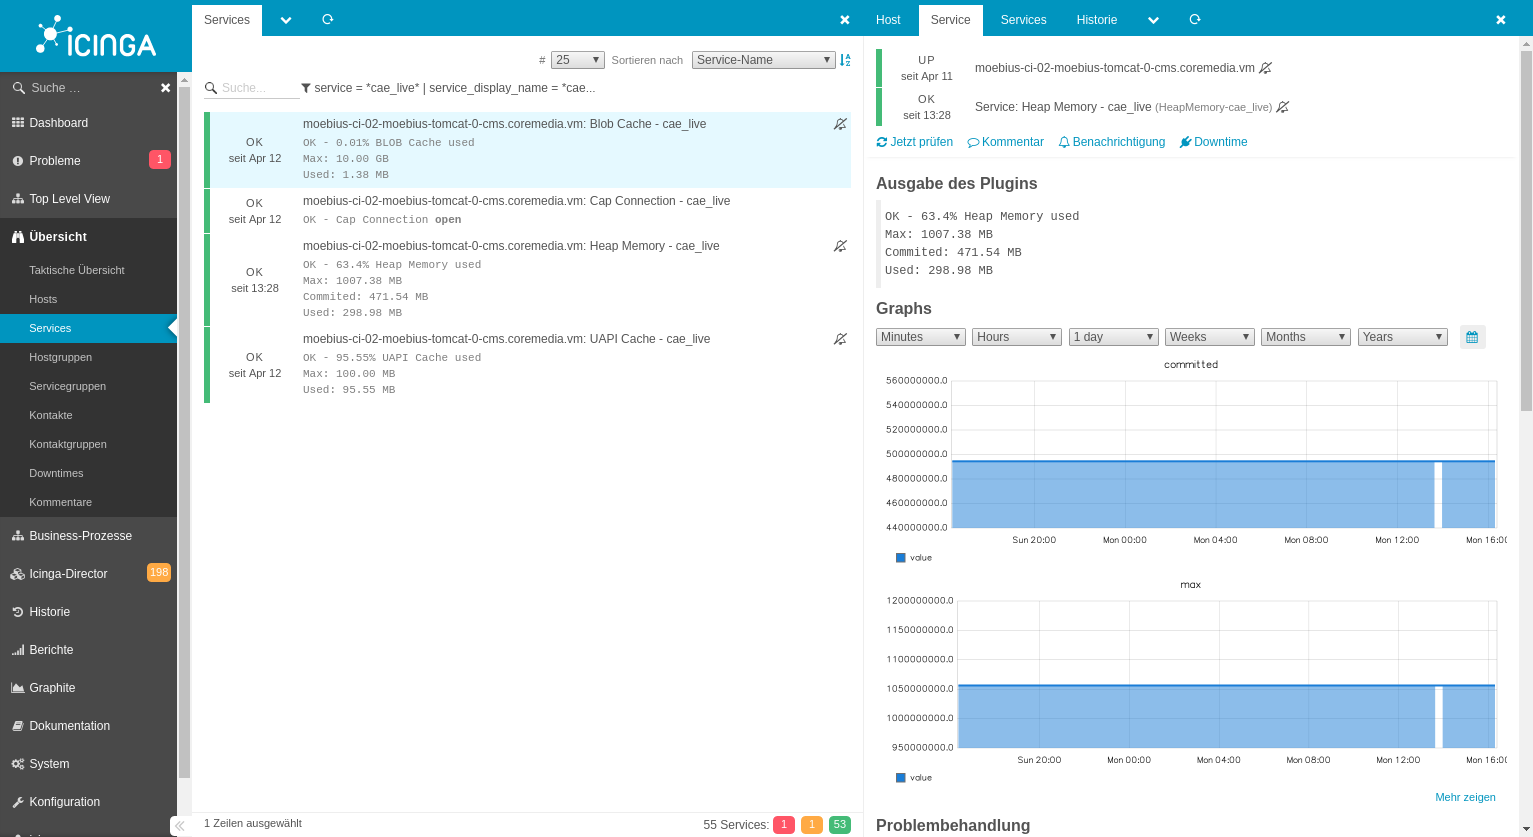 ICINGA
Suche ...
Dashboard
Probleme 1
Top Level View
Übersicht
Taktische Übersicht
Hosts
Services
Hostgruppen
Servicegruppen
Kontakte
Kontaktgruppen
Downtimes
Kommentare
Business-Prozesse
Icinga-Director 198
Historie
Berichte
Graphite
Dokumentation
System
Konfiguration
Services
# 25 Sortieren nach Service-Name
Suche... service = *cae_live* | service_display_name = *cae...
OK
seit Apr 12
moebius-ci-02-moebius-tomcat-0-cms.coremedia.vm: Blob Cache - cae_live
OK - 0.01% BLOB Cache used
Max: 10.00 GB
Used: 1.38 MB
OK
seit Apr 12
moebius-ci-02-moebius-tomcat-0-cms.coremedia.vm: Cap Connection - cae_live
OK - Cap Connection open
OK
seit 13:28
moebius-ci-02-moebius-tomcat-0-cms.coremedia.vm: Heap Memory - cae_live
OK - 63.4% Heap Memory used
Max: 1007.38 MB
Commited: 471.54 MB
Used: 298.98 MB
OK
seit Apr 12
moebius-ci-02-moebius-tomcat-0-cms.coremedia.vm: UAPI Cache - cae_live
OK - 95.55% UAPI Cache used
Max: 100.00 MB
Used: 95.55 MB
1 Zeilen ausgewählt
55 Services: 1 1 53
Host Service Services Historie
UP
seit Apr 11
moebius-ci-02-moebius-tomcat-0-cms.coremedia.vm
OK
seit 13:28
Service: Heap Memory - cae_live (HeapMemory-cae_live)
Jetzt prüfen Kommentar Benachrichtigung Downtime
Ausgabe des Plugins
OK - 63.4% Heap Memory used
Max: 1007.38 MB
Commited: 471.54 MB
Used: 298.98 MB
Graphs
Minutes Hours 1 day Weeks Months Years
committed
560000000.0
540000000.0
520000000.0
500000000.0
480000000.0
460000000.0
440000000.0
Sun 20:00 Mon 00:00 Mon 04:00 Mon 08:00 Mon 12:00 Mon 16:00
value
max
1200000000.0
1150000000.0
1100000000.0
1050000000.0
1000000000.0
950000000.0
Sun 20:00 Mon 00:00 Mon 04:00 Mon 08:00 Mon 12:00 Mon 16:00
value
Mehr zeigen
Problembehandlung